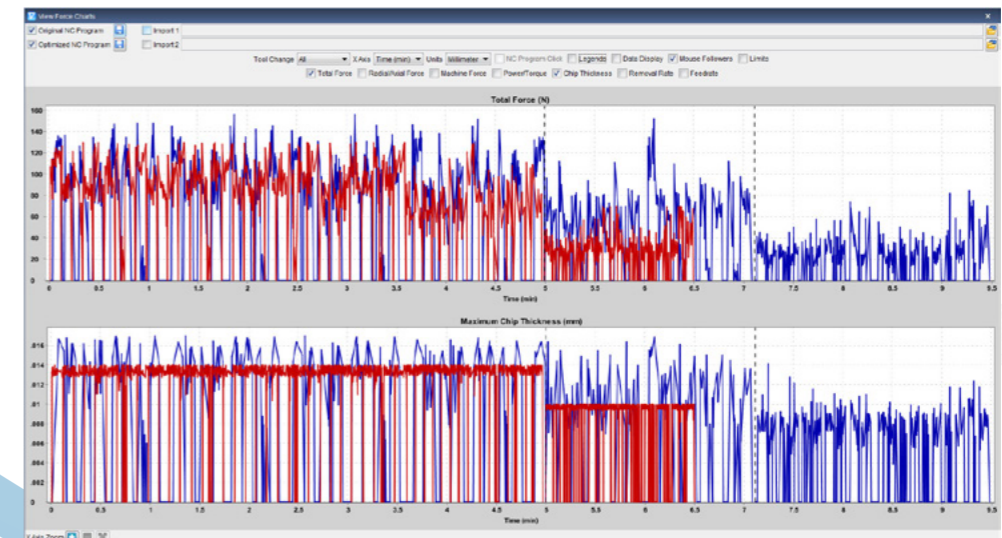 View Force Charts
Original NC Program Import 1
Optimized NC Program Import 2
Tool Change All X Axis Time (min) Units Millimeter NC Program Click Legends Data Display Mouse Followers Limits
Total Force Radial/Axial Force Machine Force Power/Torque Chip Thickness Removal Rate Feedrate
Total Force (N)
160
140
120
100
80
60
40
20
0
0 0.5 1 1.5 2 2.5 3 3.5 4 4.5 5 5.5 6 6.5 7 7.5 8 8.5 9 9.5
Time (min)
Maximum Chip Thickness (mm)
.016
.014
.012
.01
.008
.006
.004
.002
0
0 0.5 1 1.5 2 2.5 3 3.5 4 4.5 5 5.5 6 6.5 7 7.5 8 8.5 9 9.5
Time (min)
X Axis Zoom